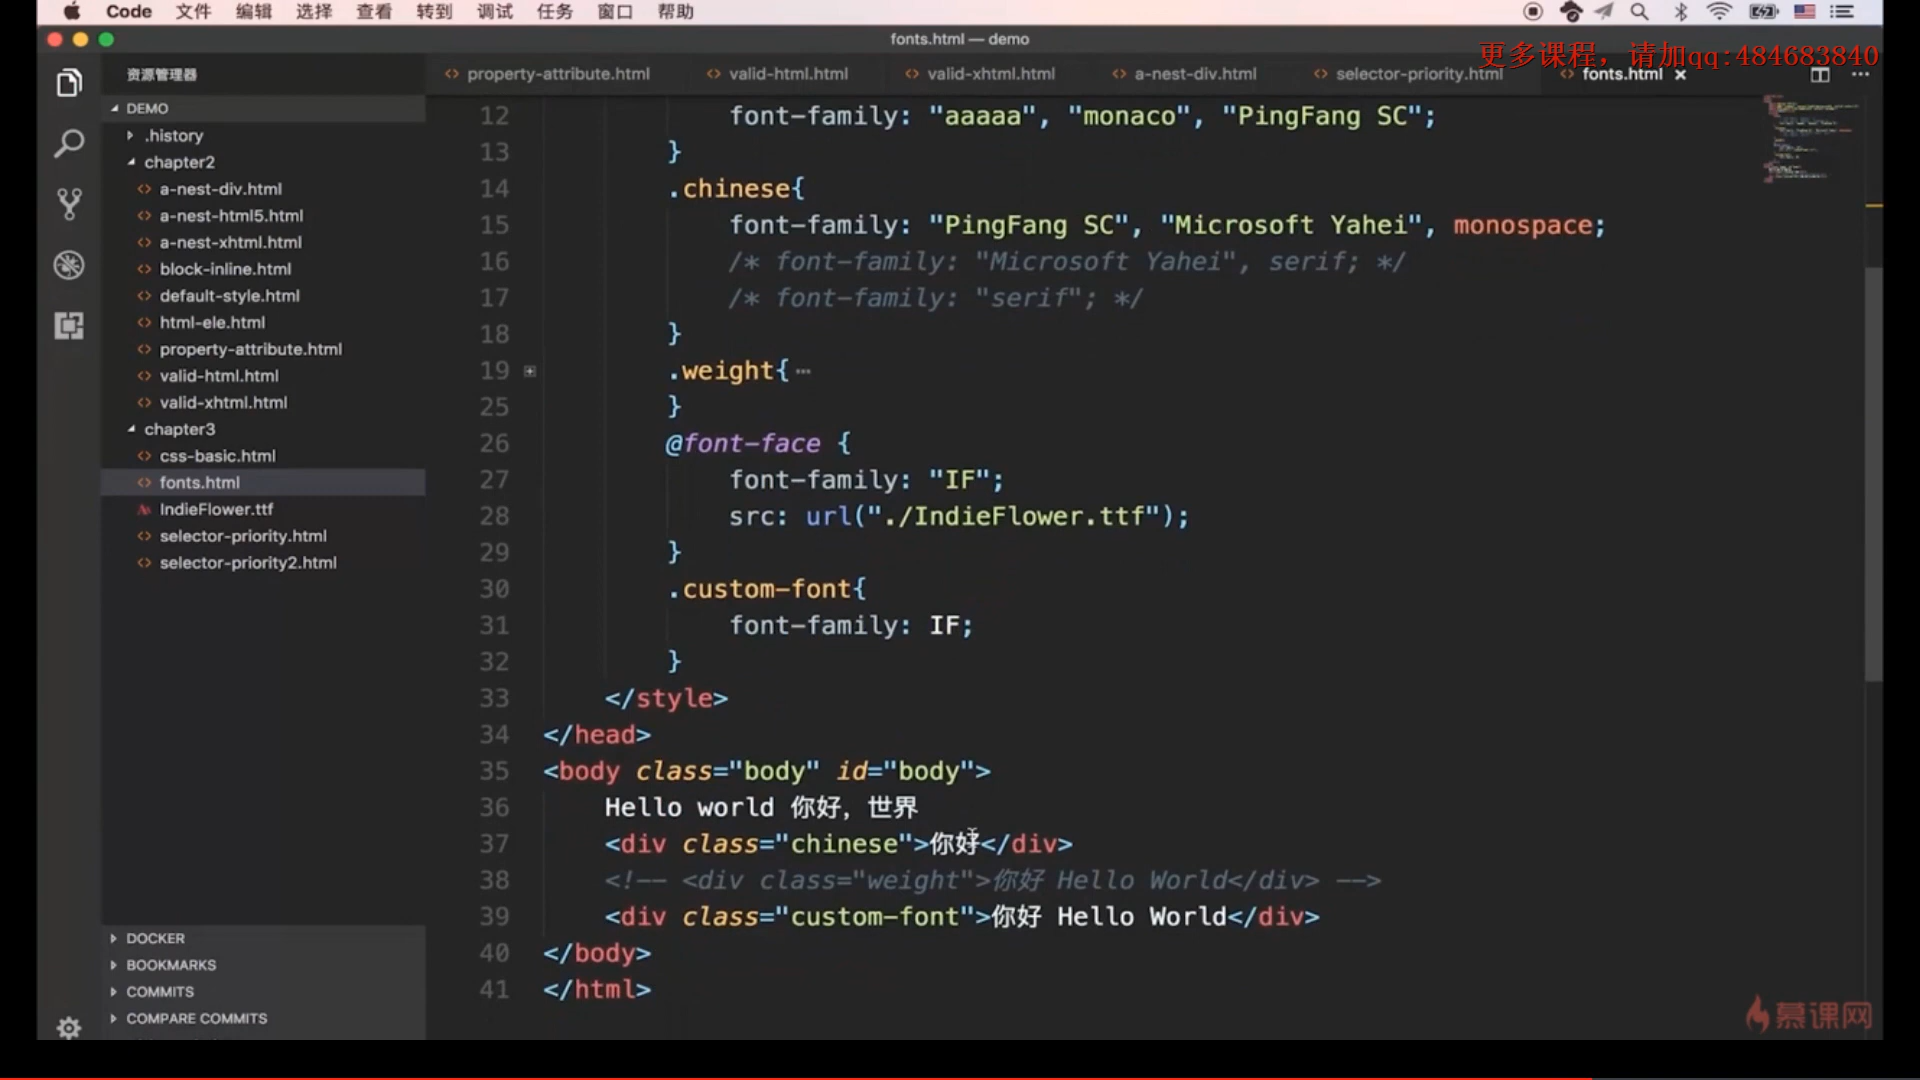 Code 文件 编辑 选择 查看 转到 调试 任务 窗口 帮助
fonts.html — demo
更多课程，请加qq:484683840
资源管理器
property-attribute.html
valid-html.html
valid-xhtml.html
a-nest-div.html
selector-priority.html
fonts.html
DEMO
.history
chapter2
a-nest-div.html
a-nest-html5.html
a-nest-xhtml.html
block-inline.html
default-style.html
html-ele.html
property-attribute.html
valid-html.html
valid-xhtml.html
chapter3
css-basic.html
fonts.html
IndieFlower.ttf
selector-priority.html
selector-priority2.html
DOCKER
BOOKMARKS
COMMITS
COMPARE COMMITS
12 font-family: "aaaaa", "monaco", "PingFang SC";
13 }
14 .chinese{
15 font-family: "PingFang SC", "Microsoft Yahei", monospace;
16 /* font-family: "Microsoft Yahei", serif; */
17 /* font-family: "serif"; */
18 }
19 .weight{ ⋯
25 }
26 @font-face {
27 font-family: "IF";
28 src: url("./IndieFlower.ttf");
29 }
30 .custom-font{
31 font-family: IF;
32 }
33 </style>
34 </head>
35 <body class="body" id="body">
36 Hello world 你好，世界
37 <div class="chinese">你好</div>
38 <!-- <div class="weight">你好 Hello World</div> -->
39 <div class="custom-font">你好 Hello World</div>
40 </body>
41 </html>
慕课网